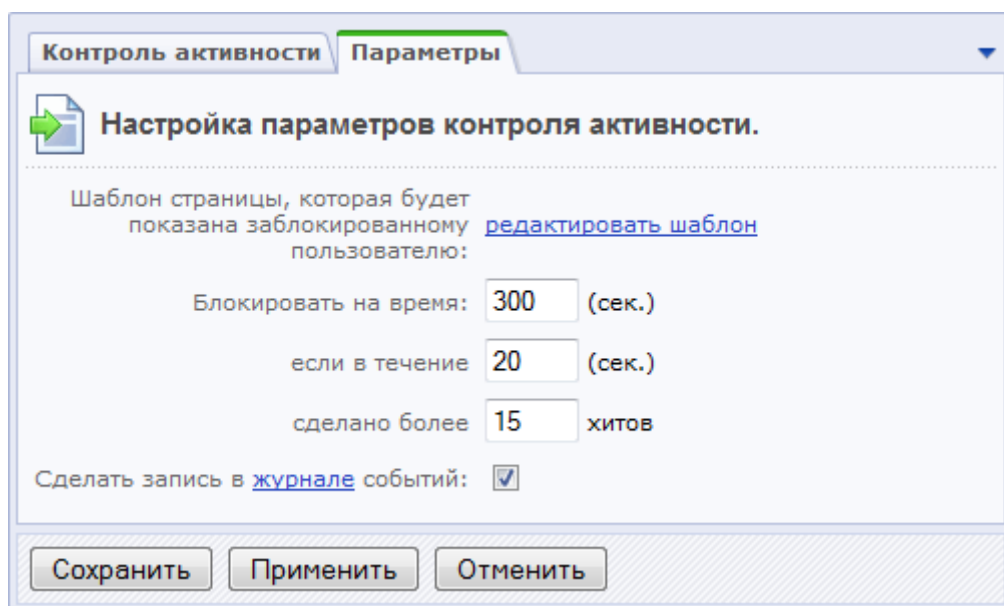 Контроль активности Параметры
Настройка параметров контроля активности.
Шаблон страницы, которая будет
показана заблокированному редактировать шаблон
пользователю:
Блокировать на время: 300 (сек.)
если в течение 20 (сек.)
сделано более 15 хитов
Сделать запись в журнале событий:
Сохранить Применить Отменить